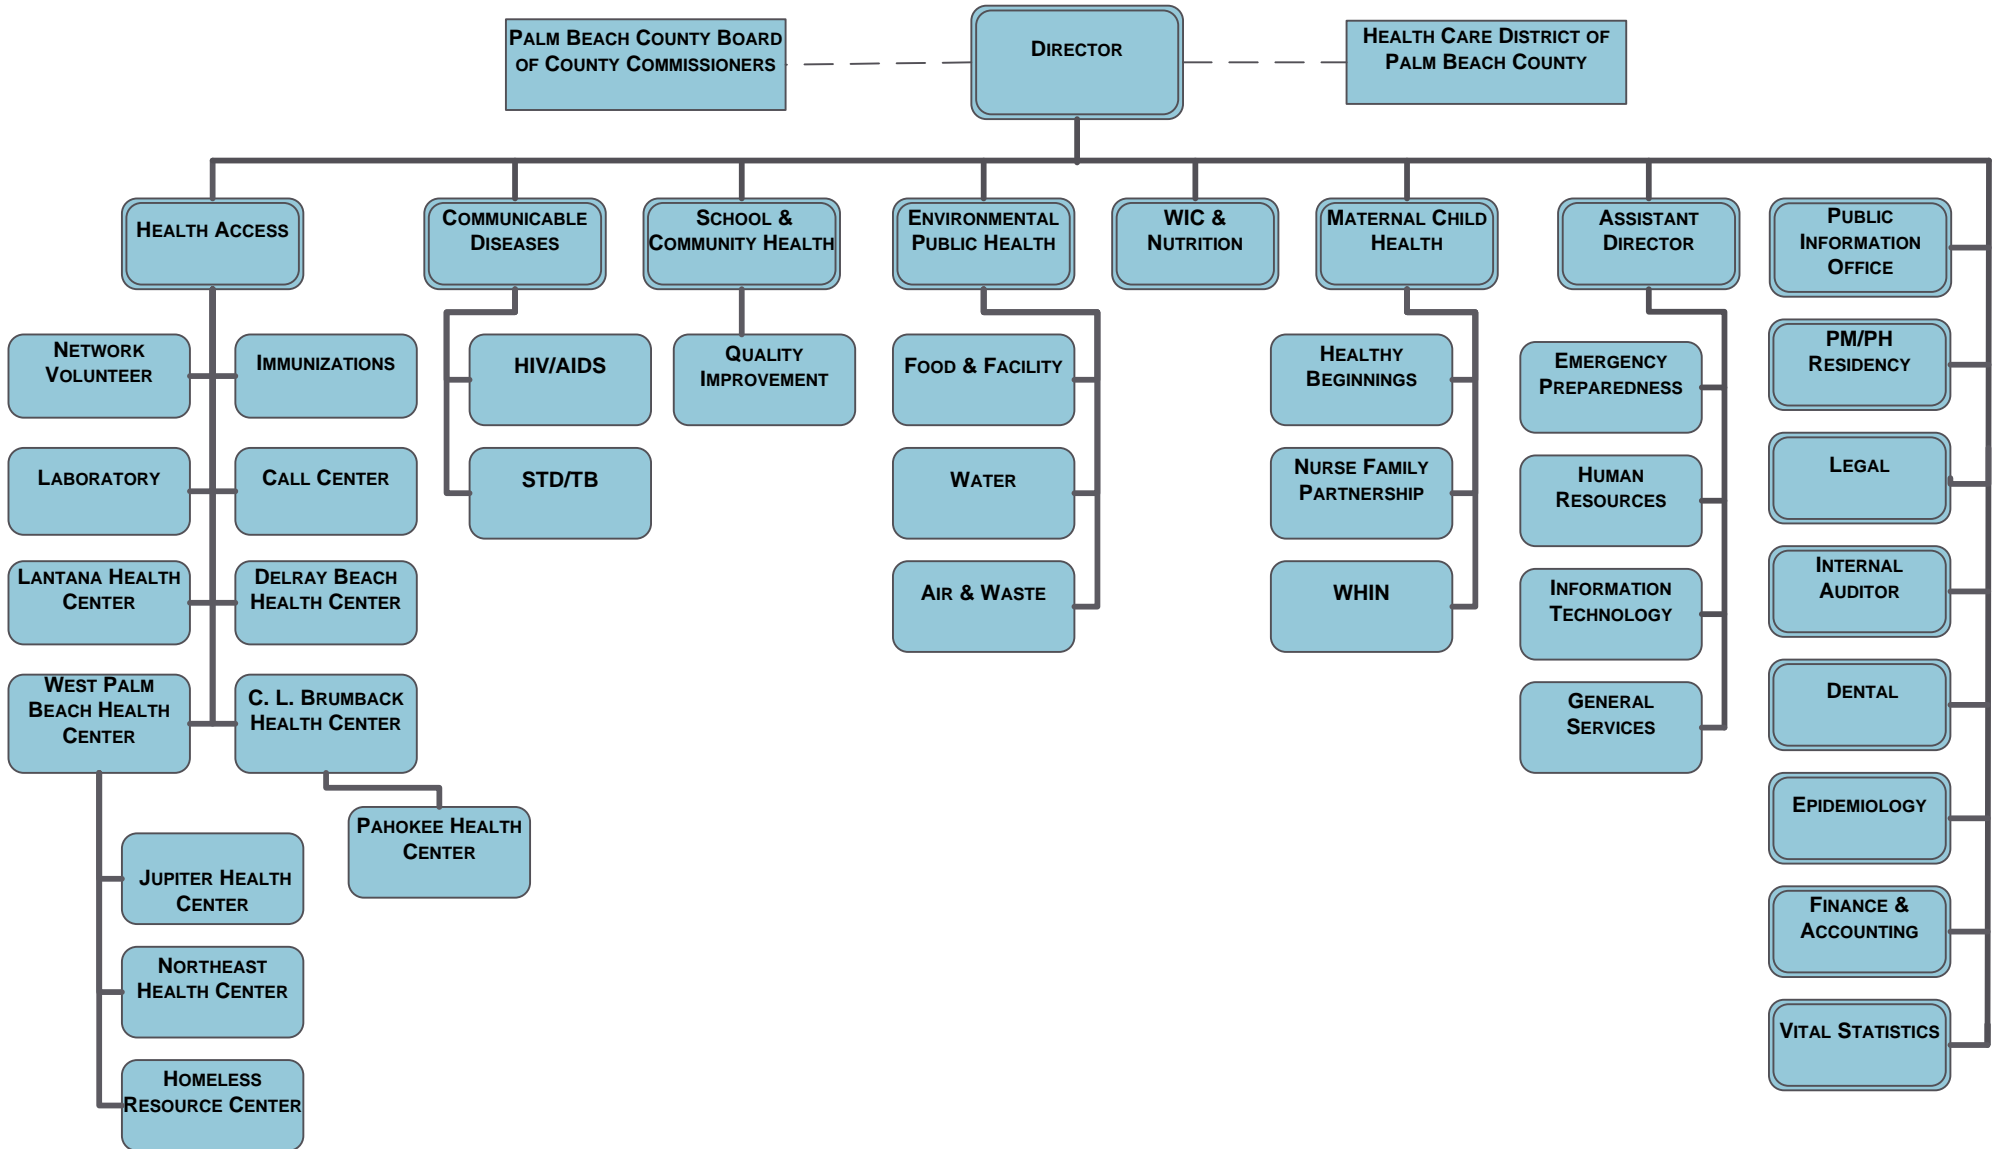 PALM BEACH COUNTY BOARD
OF COUNTY COMMISSIONERS
DIRECTOR
HEALTH CARE DISTRICT OF
PALM BEACH COUNTY
HEALTH ACCESS
COMMUNICABLE
DISEASES
SCHOOL &
COMMUNITY HEALTH
ENVIRONMENTAL
PUBLIC HEALTH
WIC &
NUTRITION
MATERNAL CHILD
HEALTH
ASSISTANT
DIRECTOR
PUBLIC
INFORMATION
OFFICE
NETWORK
VOLUNTEER
IMMUNIZATIONS
HIV/AIDS
QUALITY
IMPROVEMENT
FOOD & FACILITY
HEALTHY
BEGINNINGS
EMERGENCY
PREPAREDNESS
PM/PH
RESIDENCY
LABORATORY
CALL CENTER
STD/TB
WATER
NURSE FAMILY
PARTNERSHIP
HUMAN
RESOURCES
LEGAL
LANTANA HEALTH
CENTER
DELRAY BEACH
HEALTH CENTER
AIR & WASTE
WHIN
INFORMATION
TECHNOLOGY
INTERNAL
AUDITOR
WEST PALM
BEACH HEALTH
CENTER
C. L. BRUMBACK
HEALTH CENTER
GENERAL
SERVICES
DENTAL
PAHOKEE HEALTH
CENTER
EPIDEMIOLOGY
JUPITER HEALTH
CENTER
FINANCE &
ACCOUNTING
NORTHEAST
HEALTH CENTER
VITAL STATISTICS
HOMELESS
RESOURCE CENTER